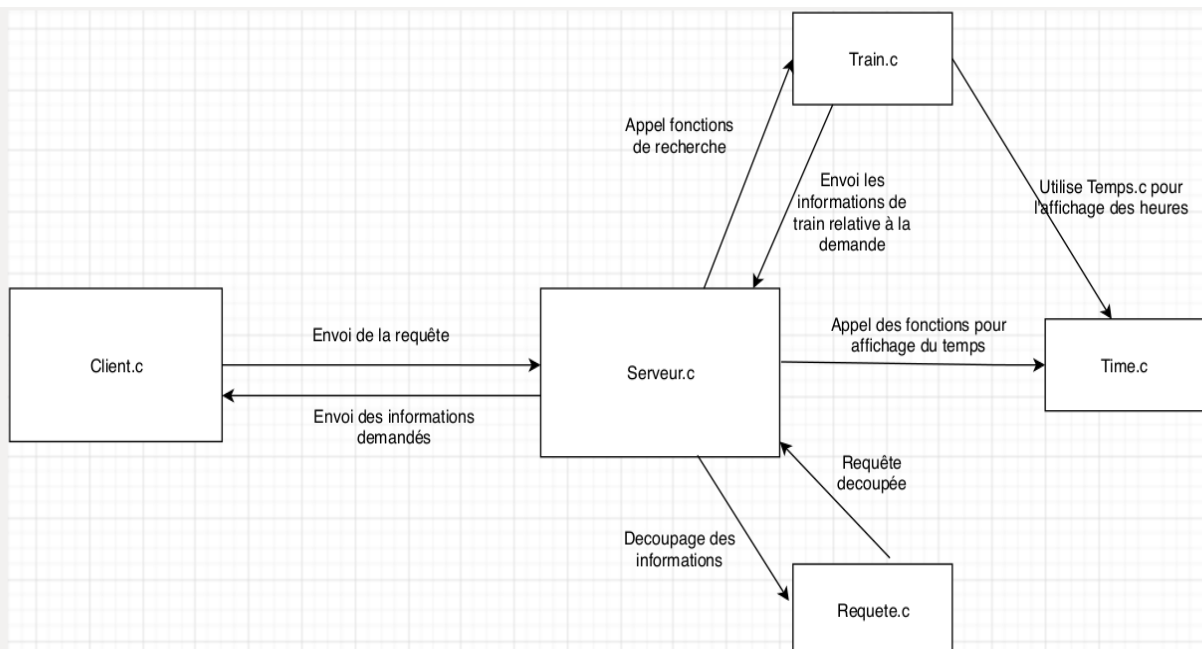 Train.c
Appel fonctions
de recherche
Envoi les
informations de
train relative à la
demande
Utilise Temps.c pour
l'affichage des heures
Client.c
Envoi de la requête
Envoi des informations
demandés
Serveur.c
Appel des fonctions pour
affichage du temps
Time.c
Requête
decoupée
Decoupage des
informations
Requete.c